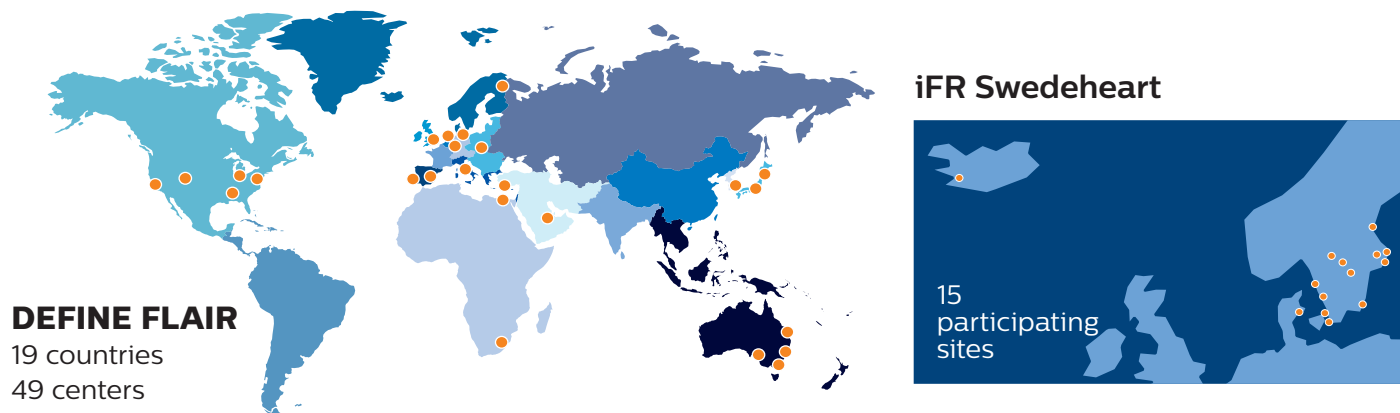 DEFINE FLAIR
19 countries
49 centers
iFR Swedeheart
15
participating
sites